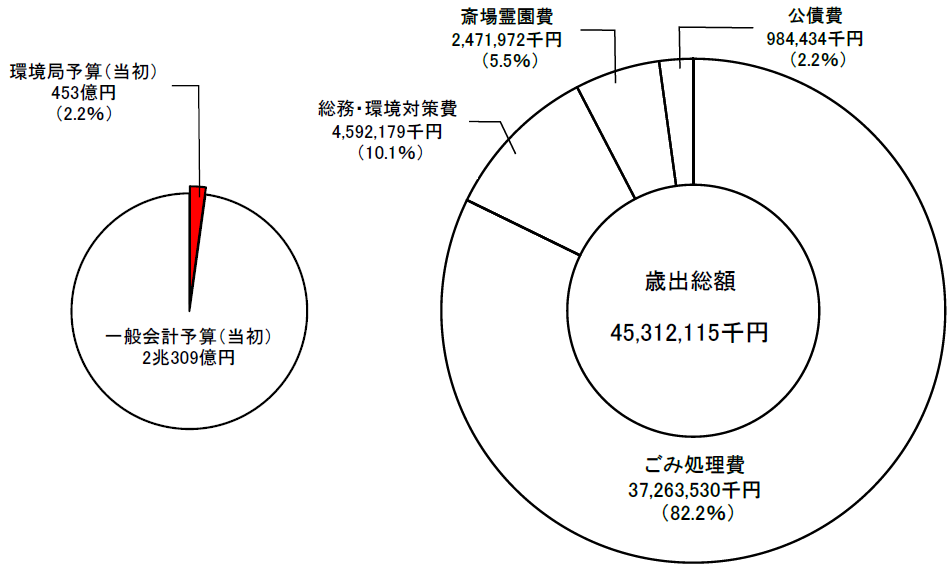 環境局予算（当初）
453億円
（2.2%）
一般会計予算（当初）
2兆309億円
斎場霊園費
2,471,972千円
（5.5%）
公債費
984,434千円
（2.2%）
総務・環境対策費
4,592,179千円
（10.1%）
歳出総額
45,312,115千円
ごみ処理費
37,263,530千円
（82.2%）